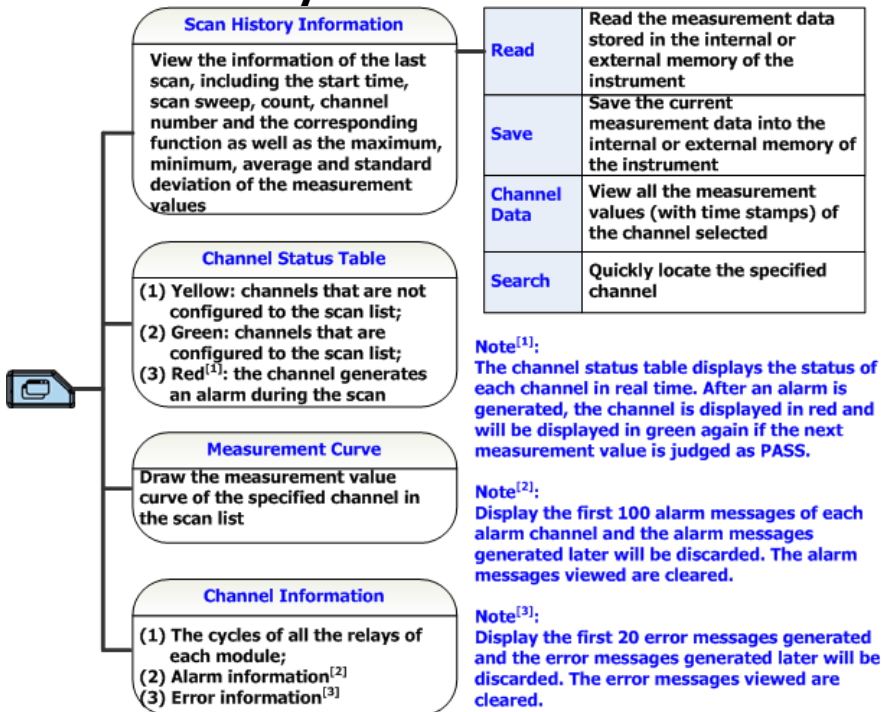 Scan History Information
View the information of the last
scan, including the start time,
scan sweep, count, channel
number and the corresponding
function as well as the maximum,
minimum, average and standard
deviation of the measurement
values
Read
Read the measurement data
stored in the internal or
external memory of the
instrument
Save
Save the current
measurement data into the
internal or external memory of
the instrument
Channel
Data
View all the measurement
values (with time stamps) of
the channel selected
Search
Quickly locate the specified
channel
Channel Status Table
(1) Yellow: channels that are not
configured to the scan list;
(2) Green: channels that are
configured to the scan list;
(3) Red[1]: the channel generates
an alarm during the scan
Measurement Curve
Draw the measurement value
curve of the specified channel in
the scan list
Channel Information
(1) The cycles of all the relays of
each module;
(2) Alarm information[2]
(3) Error information[3]
Note[1]:
The channel status table displays the status of
each channel in real time. After an alarm is
generated, the channel is displayed in red and
will be displayed in green again if the next
measurement value is judged as PASS.
Note[2]:
Display the first 100 alarm messages of each
alarm channel and the alarm messages
generated later will be discarded. The alarm
messages viewed are cleared.
Note[3]:
Display the first 20 error messages generated
and the error messages generated later will be
discarded. The error messages viewed are
cleared.